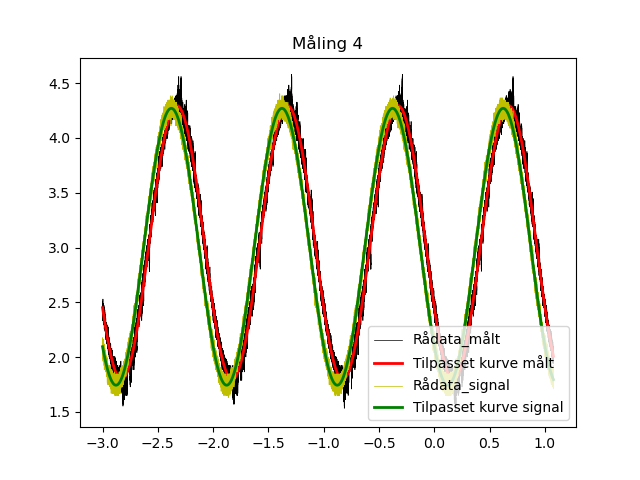 Måling 4
4.5
4.0
3.5
3.0
2.5
2.0
1.5
Rådata_målt
Tilpasset kurve målt
Rådata_signal
Tilpasset kurve signal
−3.0 −2.5 −2.0 −1.5 −1.0 −0.5 0.0 0.5 1.0